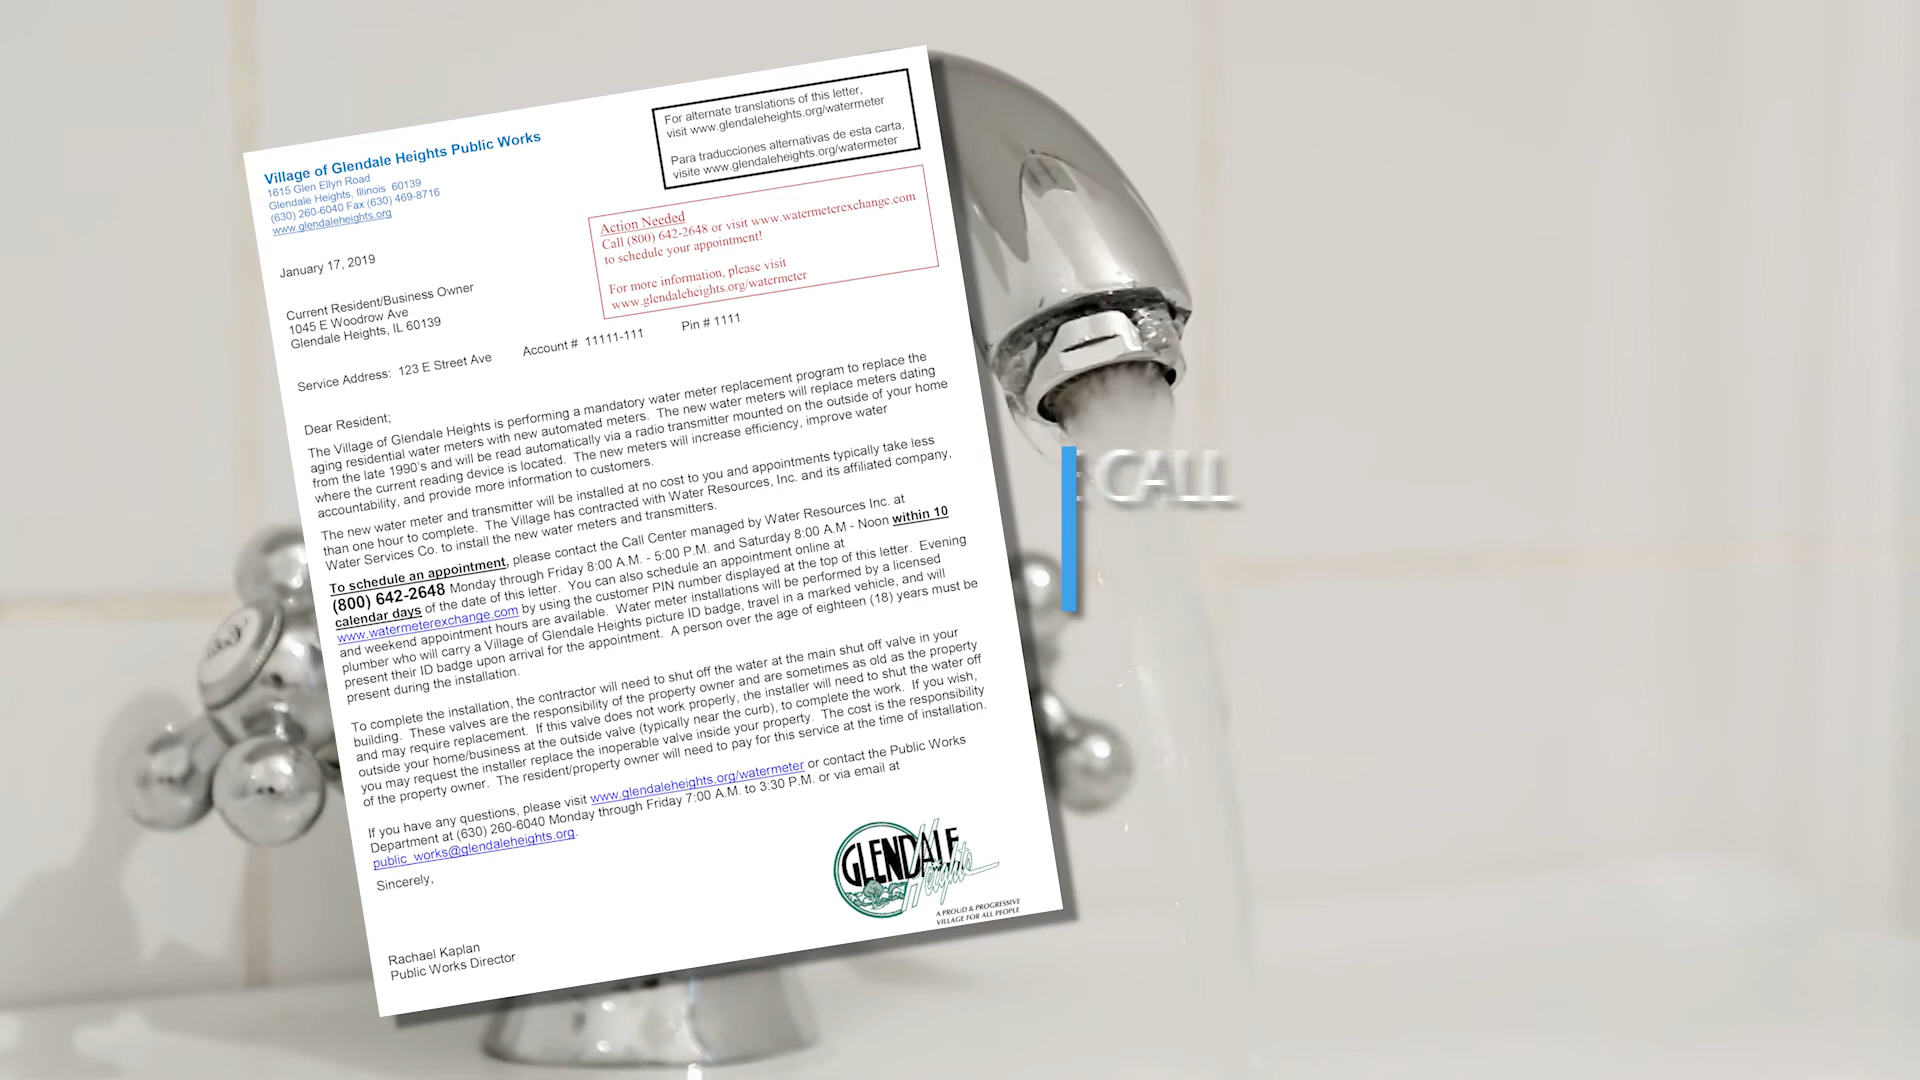 For alternate translations of this letter,
visit www.glendaleheights.org/watermeter
Para traducciones alternativas de esta carta,
visite www.glendaleheights.org/watermeter
Village of Glendale Heights Public Works
1615 Glen Ellyn Road
Glendale Heights, Illinois 60139
(630) 260-6040 Fax (630) 469-8716
www.glendaleheights.org
Action Needed
Call (800) 642-2648 or visit www.watermeterexchange.com
to schedule your appointment!
For more information, please visit
www.glendaleheights.org/watermeter
January 17, 2019
Current Resident/Business Owner
1045 E Woodrow Ave
Glendale Heights, IL 60139
Service Address: 123 E Street Ave Account # 11111-111 Pin # 1111
Dear Resident;
The Village of Glendale Heights is performing a mandatory water meter replacement program to replace the
aging residential water meters with new automated meters. The new water meters will replace meters dating
from the late 1990's and will be read automatically via a radio transmitter mounted on the outside of your home
where the current reading device is located. The new meters will increase efficiency, improve water
accountability, and provide more information to customers.
The new water meter and transmitter will be installed at no cost to you and appointments typically take less
than one hour to complete. The Village has contracted with Water Resources, Inc. and its affiliated company,
Water Services Co. to install the new water meters and transmitters.
To schedule an appointment, please contact the Call Center managed by Water Resources Inc. at
(800) 642-2648 Monday through Friday 8:00 A.M. - 5:00 P.M. and Saturday 8:00 A.M - Noon within 10
calendar days of the date of this letter. You can also schedule an appointment online at
www.watermeterexchange.com by using the customer PIN number displayed at the top of this letter. Evening
and weekend appointment hours are available. Water meter installations will be performed by a licensed
plumber who will carry a Village of Glendale Heights picture ID badge, travel in a marked vehicle, and will
present their ID badge upon arrival for the appointment. A person over the age of eighteen (18) years must be
present during the installation.
To complete the installation, the contractor will need to shut off the water at the main shut off valve in your
building. These valves are the responsibility of the property owner and are sometimes as old as the property
and may require replacement. If this valve does not work properly, the installer will need to shut the water off
outside your home/business at the outside valve (typically near the curb), to complete the work. If you wish,
you may request the installer replace the inoperable valve inside your property. The cost is the responsibility
of the property owner. The resident/property owner will need to pay for this service at the time of installation.
If you have any questions, please visit www.glendaleheights.org/watermeter or contact the Public Works
Department at (630) 260-6040 Monday through Friday 7:00 A.M. to 3:30 P.M. or via email at
public_works@glendaleheights.org.
Sincerely,
Rachael Kaplan
Public Works Director
GLENDALE
Heights
A PROUD & PROGRESSIVE
VILLAGE FOR ALL PEOPLE
CALL